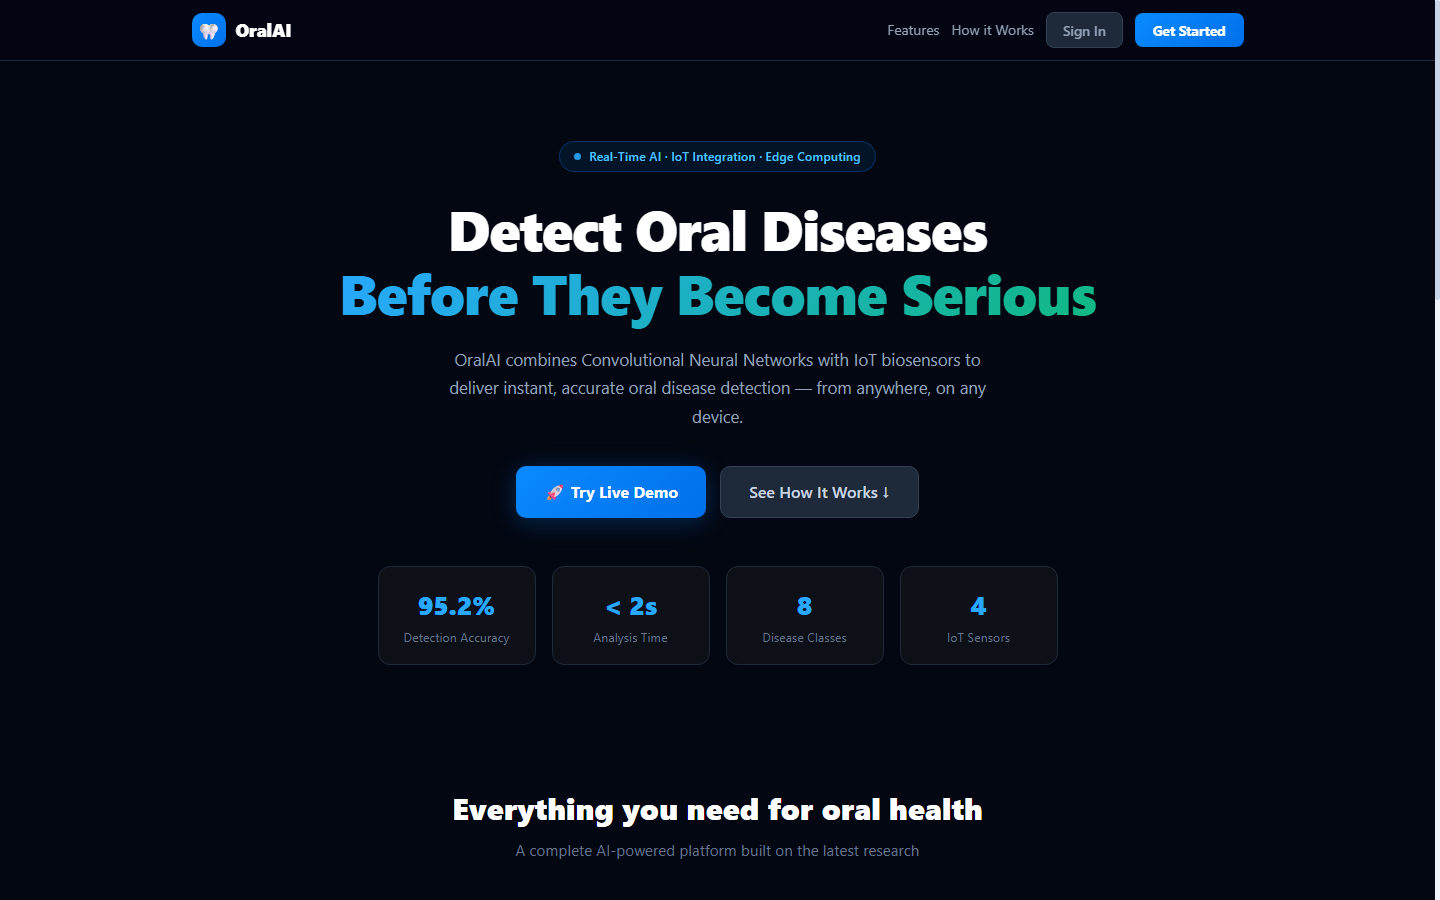 OralAI
Features
How it Works
Sign In
Get Started
Real-Time AI · IoT Integration · Edge Computing
Detect Oral Diseases
Before They Become Serious
OralAI combines Convolutional Neural Networks with IoT biosensors to
deliver instant, accurate oral disease detection — from anywhere, on any
device.
🚀 Try Live Demo
See How It Works ↓
95.2%
Detection Accuracy
< 2s
Analysis Time
8
Disease Classes
4
IoT Sensors
Everything you need for oral health
A complete AI-powered platform built on the latest research